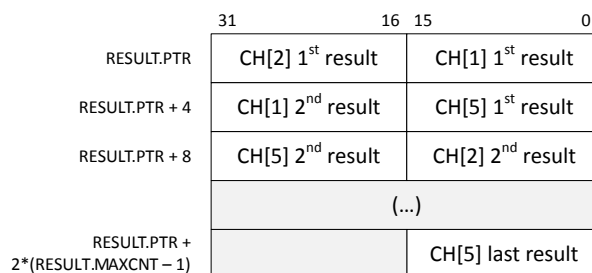 31 16 15 0
RESULT.PTR CH[2] 1st result CH[1] 1st result
RESULT.PTR + 4 CH[1] 2nd result CH[5] 1st result
RESULT.PTR + 8 CH[5] 2nd result CH[2] 2nd result
(...)
RESULT.PTR +
2*(RESULT.MAXCNT – 1) CH[5] last result